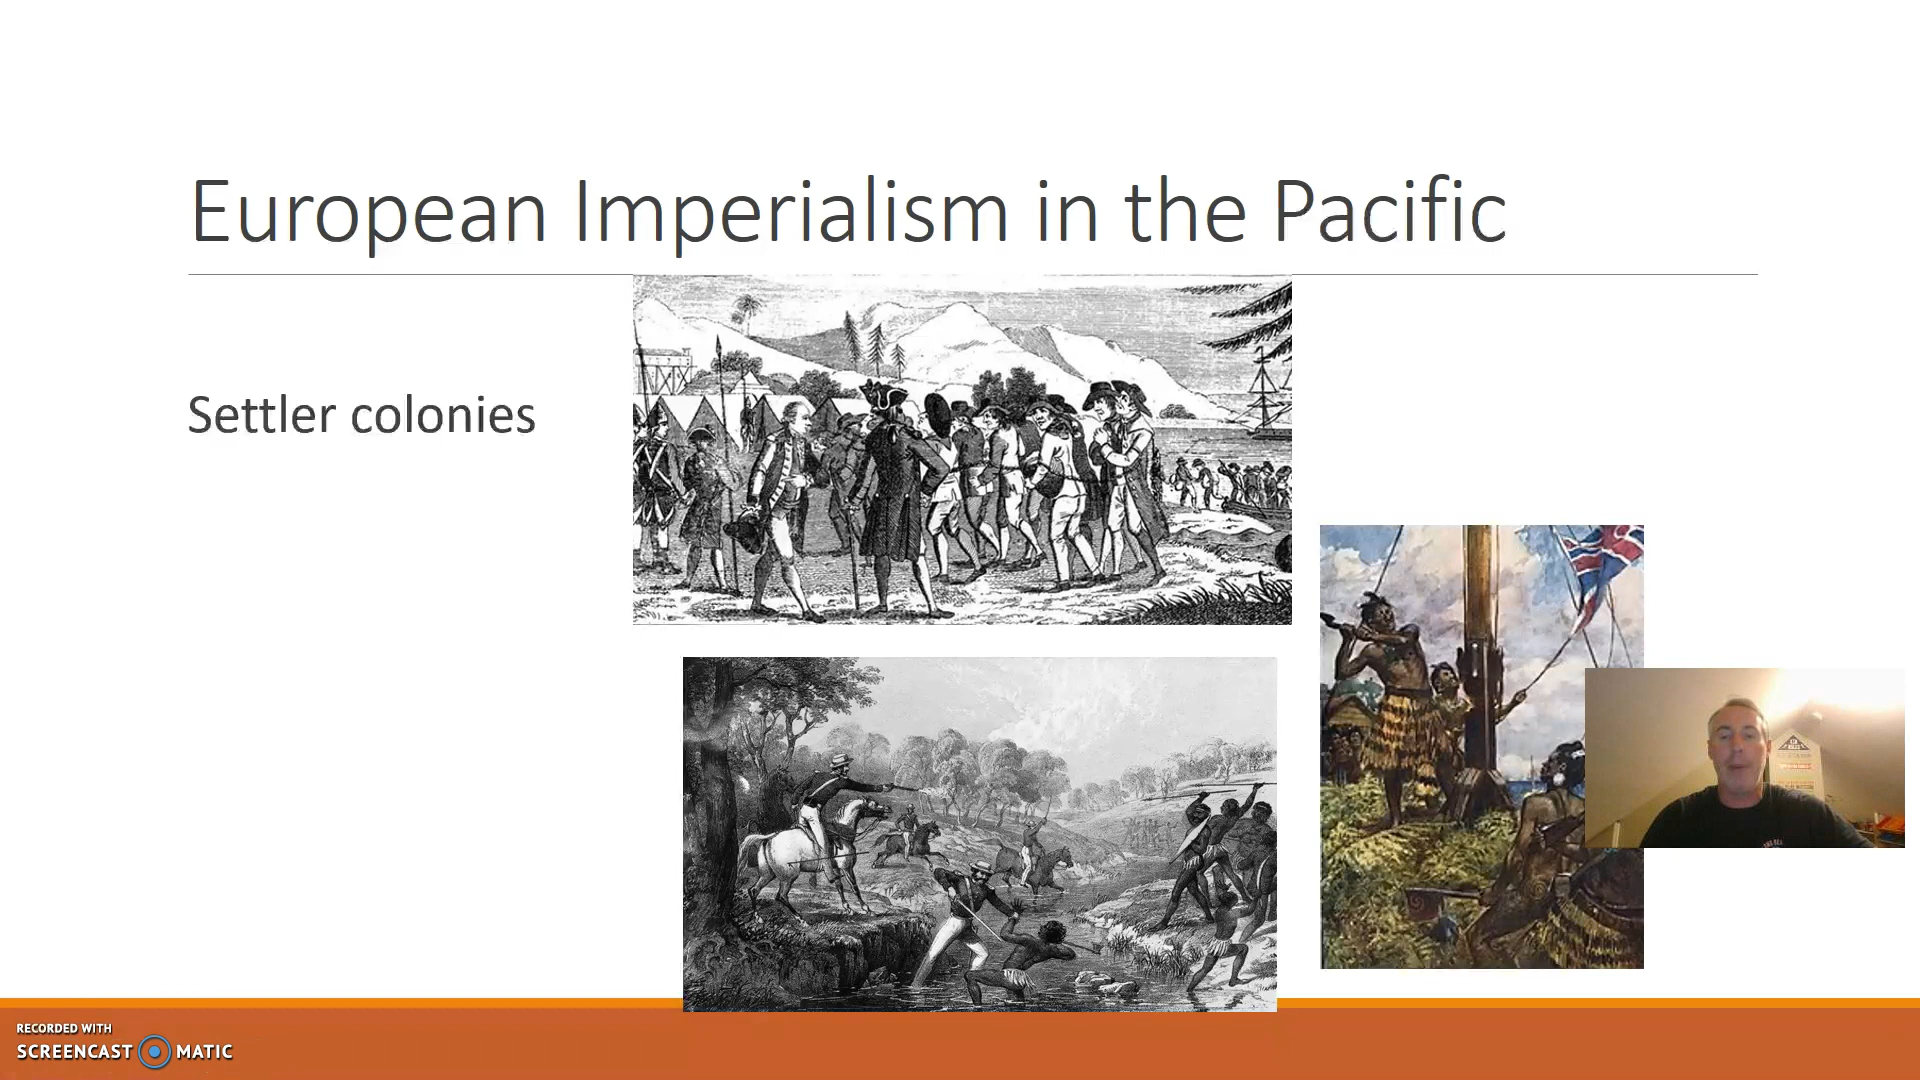 European Imperialism in the Pacific
Settler colonies
RECORDED WITH
SCREENCAST MATIC